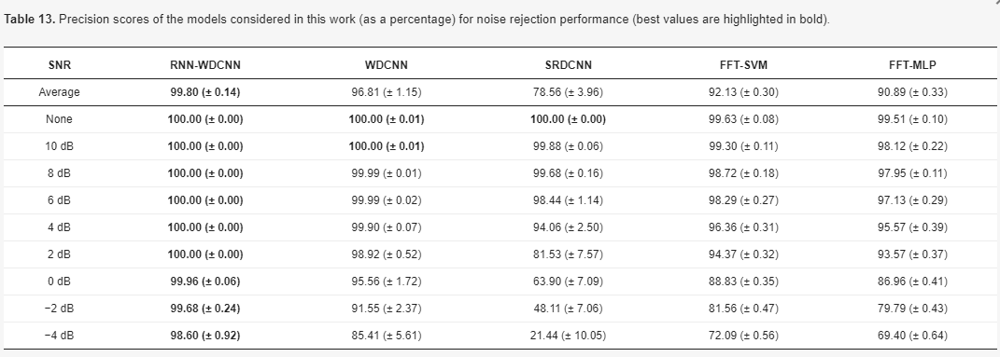 Table 13. Precision scores of the models considered in this work (as a percentage) for noise rejection performance (best values are highlighted in bold).
SNR RNN-WDCNN WDCNN SRDCNN FFT-SVM FFT-MLP
Average 99.80 (± 0.14) 96.81 (± 1.15) 78.56 (± 3.96) 92.13 (± 0.30) 90.89 (± 0.33)
None 100.00 (± 0.00) 100.00 (± 0.01) 100.00 (± 0.00) 99.63 (± 0.08) 99.51 (± 0.10)
10 dB 100.00 (± 0.00) 100.00 (± 0.01) 99.88 (± 0.06) 99.30 (± 0.11) 98.12 (± 0.22)
8 dB 100.00 (± 0.00) 99.99 (± 0.01) 99.68 (± 0.16) 98.72 (± 0.18) 97.95 (± 0.11)
6 dB 100.00 (± 0.00) 99.99 (± 0.02) 98.44 (± 1.14) 98.29 (± 0.27) 97.13 (± 0.29)
4 dB 100.00 (± 0.00) 99.90 (± 0.07) 94.06 (± 2.50) 96.36 (± 0.31) 95.57 (± 0.39)
2 dB 100.00 (± 0.00) 98.92 (± 0.52) 81.53 (± 7.57) 94.37 (± 0.32) 93.57 (± 0.37)
0 dB 99.96 (± 0.06) 95.56 (± 1.72) 63.90 (± 7.09) 88.83 (± 0.35) 86.96 (± 0.41)
−2 dB 99.68 (± 0.24) 91.55 (± 2.37) 48.11 (± 7.06) 81.56 (± 0.47) 79.79 (± 0.43)
−4 dB 98.60 (± 0.92) 85.41 (± 5.61) 21.44 (± 10.05) 72.09 (± 0.56) 69.40 (± 0.64)